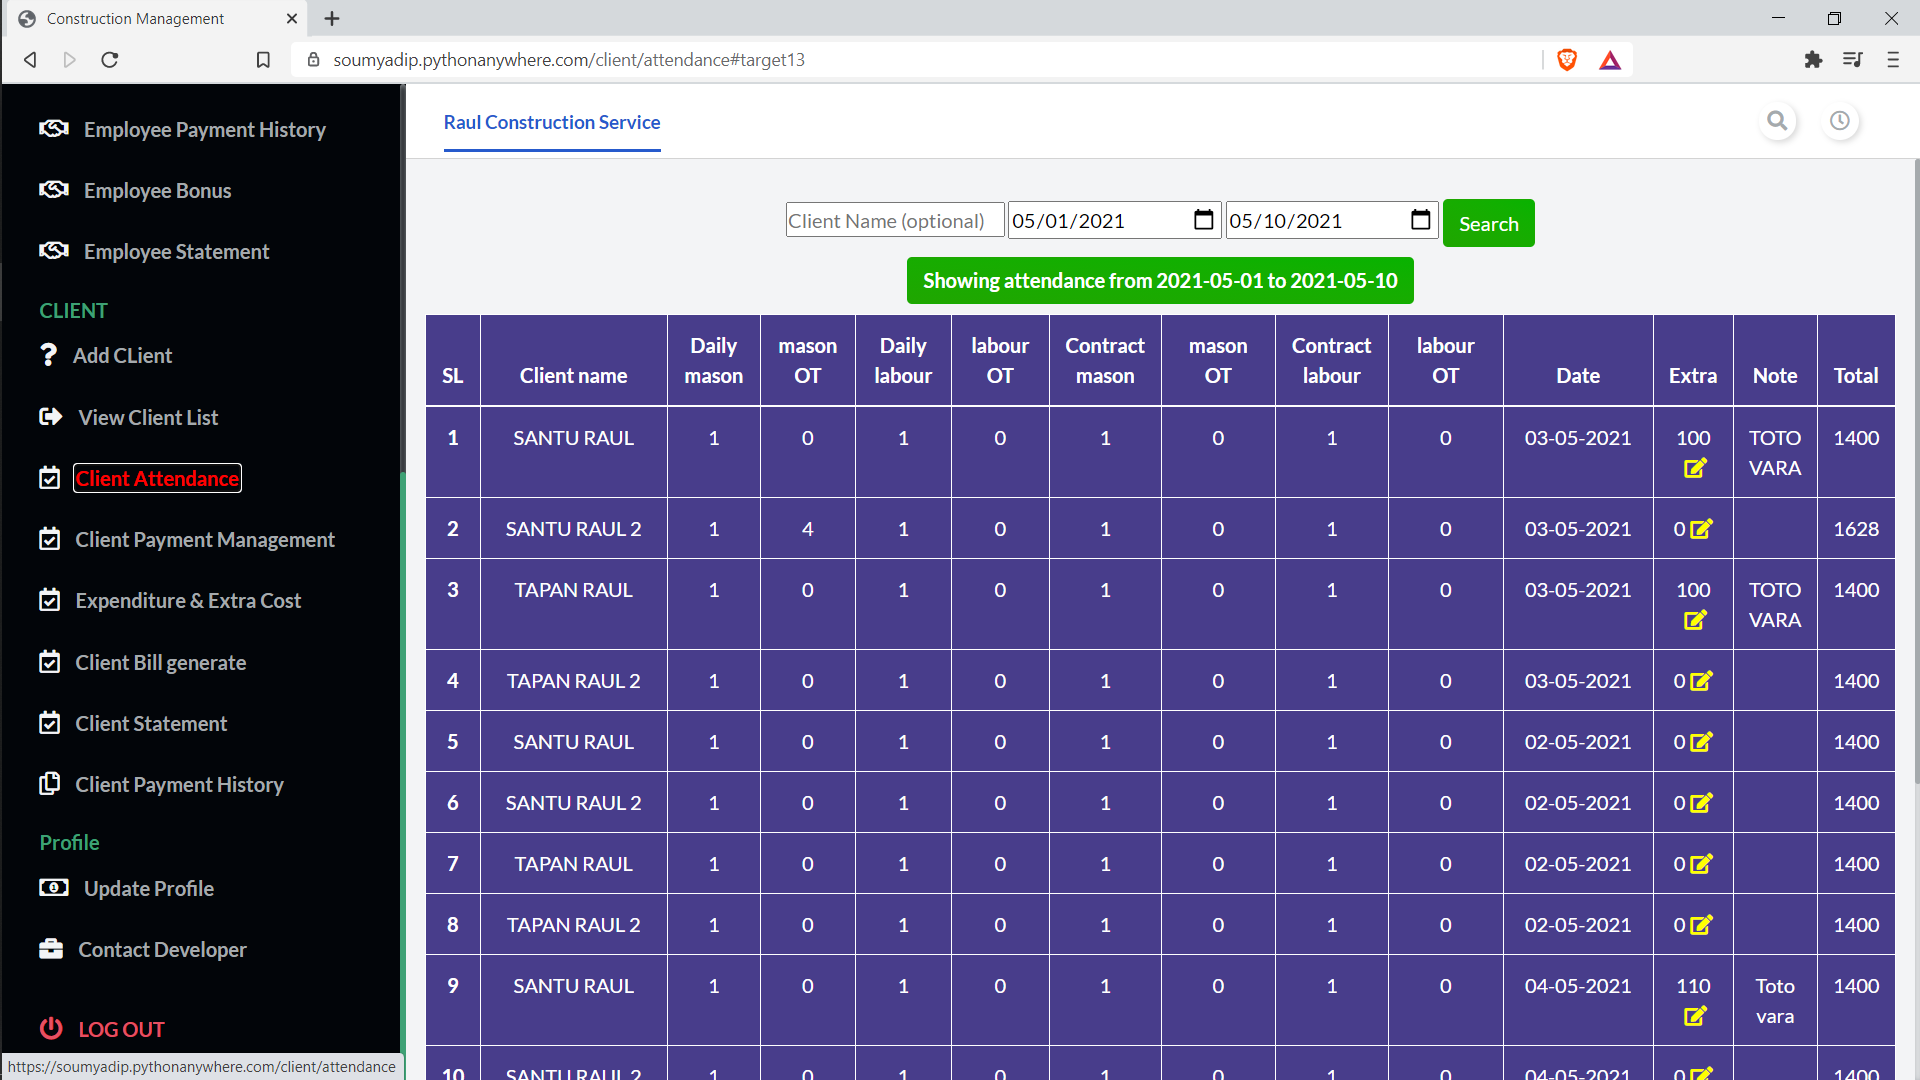 Construction Management
soumyadip.pythonanywhere.com/client/attendance#target13
Employee Payment History
Employee Bonus
Employee Statement
CLIENT
Add CLient
View Client List
Client Attendance
Client Payment Management
Expenditure & Extra Cost
Client Bill generate
Client Statement
Client Payment History
Profile
Update Profile
Contact Developer
LOG OUT
https://soumyadip.pythonanywhere.com/client/attendance
Raul Construction Service
Client Name (optional) 05/01/2021 05/10/2021 Search
Showing attendance from 2021-05-01 to 2021-05-10
SL Client name Daily mason mason OT Daily labour labour OT Contract mason mason OT Contract labour labour OT Date Extra Note Total
1 SANTU RAUL 1 0 1 0 1 0 1 0 03-05-2021 100 TOTO VARA 1400
2 SANTU RAUL 2 1 4 1 0 1 0 1 0 03-05-2021 0 1628
3 TAPAN RAUL 1 0 1 0 1 0 1 0 03-05-2021 100 TOTO VARA 1400
4 TAPAN RAUL 2 1 0 1 0 1 0 1 0 03-05-2021 0 1400
5 SANTU RAUL 1 0 1 0 1 0 1 0 02-05-2021 0 1400
6 SANTU RAUL 2 1 0 1 0 1 0 1 0 02-05-2021 0 1400
7 TAPAN RAUL 1 0 1 0 1 0 1 0 02-05-2021 0 1400
8 TAPAN RAUL 2 1 0 1 0 1 0 1 0 02-05-2021 0 1400
9 SANTU RAUL 1 0 1 0 1 0 1 0 04-05-2021 110 Toto vara 1400
10 SANTU RAUL 2 1 0 1 0 1 0 1 0 04-05-2021 0 1400